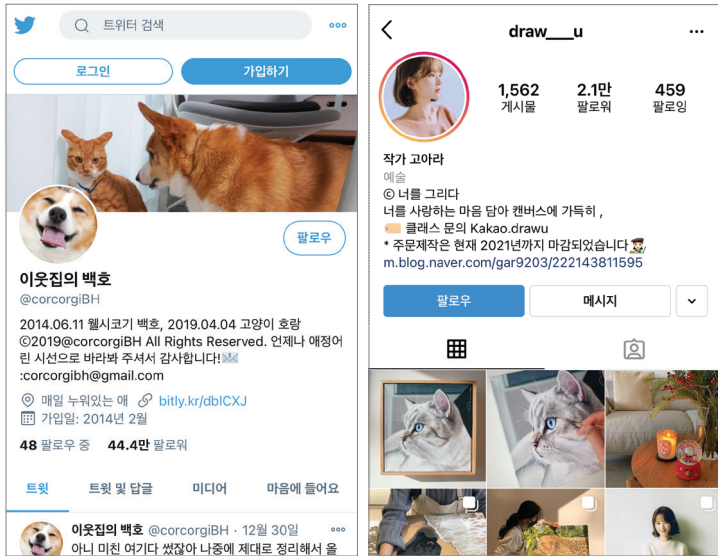 트위터 검색
로그인
가입하기
팔로우
이웃집의 백호
@corcorgiBH
2014.06.11 웰시코기 백호, 2019.04.04 고양이 호랑
©2019@corcorgiBH All Rights Reserved. 언제나 애정어
린 시선으로 바라봐 주셔서 감사합니다!
:corcorgibh@gmail.com
매일 누워있는 애 bitly.kr/dblCXJ
가입일: 2014년 2월
48 팔로우 중 44.4만 팔로워
트윗 트윗 및 답글 미디어 마음에 들어요
이웃집의 백호 @corcorgiBH · 12월 30일
아니 미친 여기다 썼잖아 나중에 제대로 정리해서 올
draw___u
1,562 2.1만 459
게시물 팔로워 팔로잉
작가 고아라
예술
ⓒ 너를 그리다
너를 사랑하는 마음 담아 캔버스에 가득히 ,
클래스 문의 Kakao.drawu
* 주문제작은 현재 2021년까지 마감되었습니다
m.blog.naver.com/gar9203/222143811595
팔로우 메시지